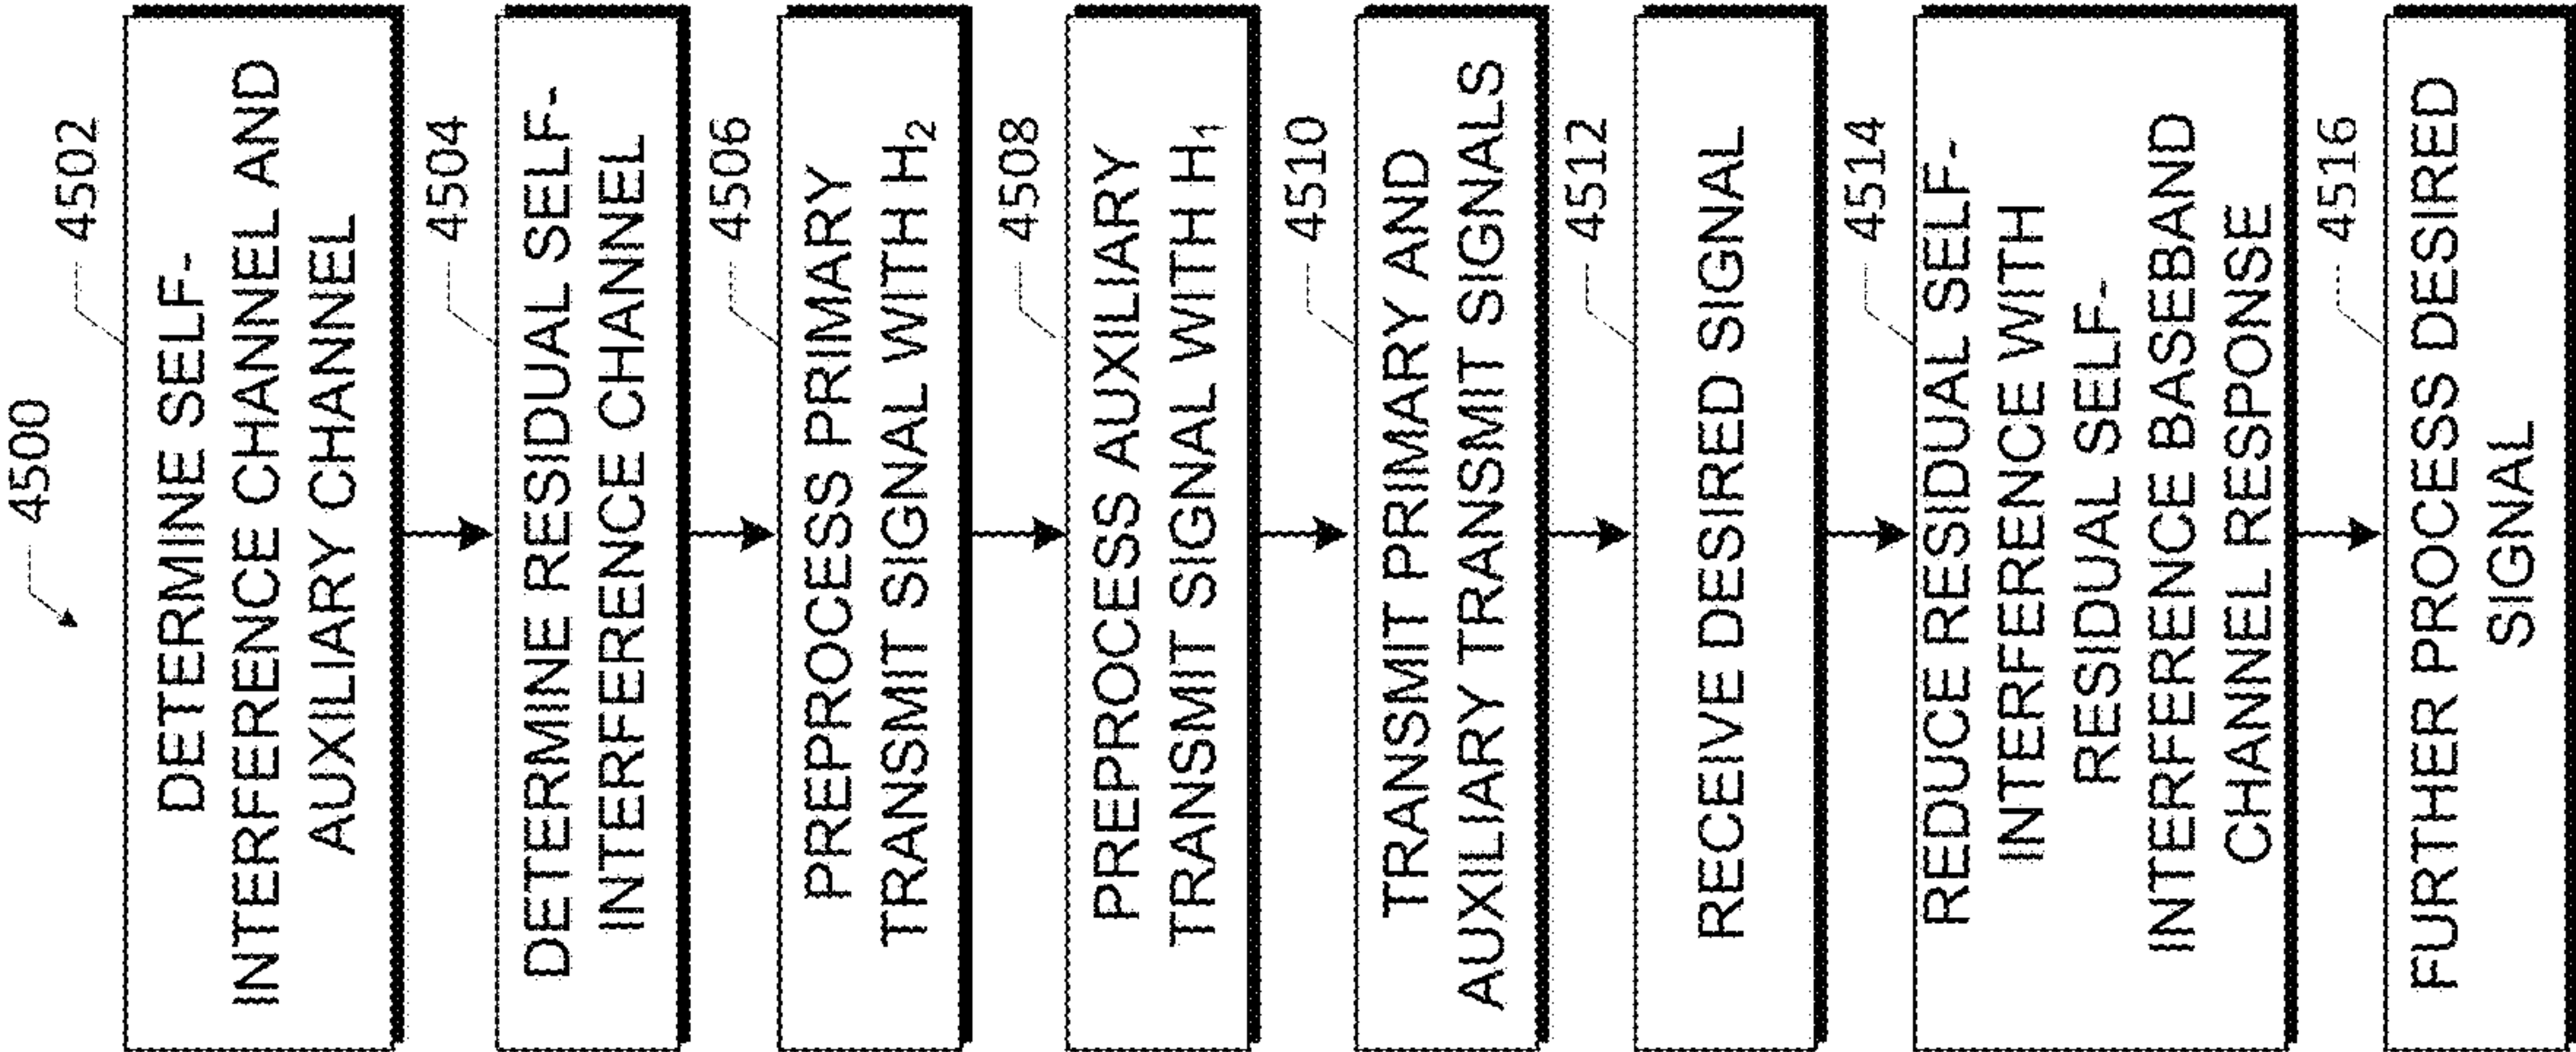 4500
4502
DETERMINE SELF-
INTERFERENCE CHANNEL AND
AUXILIARY CHANNEL
4504
DETERMINE RESIDUAL SELF-
INTERFERENCE CHANNEL
4506
PREPROCESS PRIMARY
TRANSMIT SIGNAL WITH H₂
4508
PREPROCESS AUXILIARY
TRANSMIT SIGNAL WITH H₁
4510
TRANSMIT PRIMARY AND
AUXILIARY TRANSMIT SIGNALS
4512
RECEIVE DESIRED SIGNAL
4514
REDUCE RESIDUAL SELF-
INTERFERENCE WITH
RESIDUAL SELF-
INTERFERENCE BASEBAND
CHANNEL RESPONSE
4516
FURTHER PROCESS DESIRED
SIGNAL